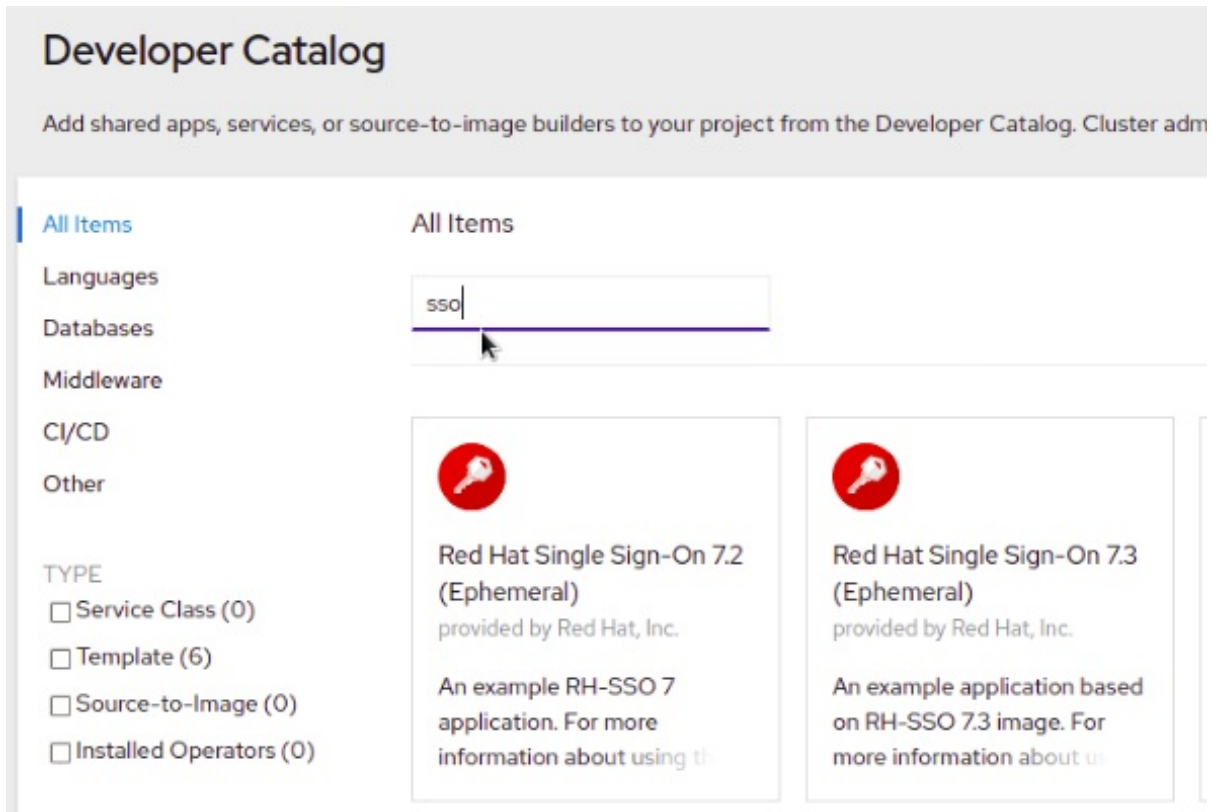 Developer Catalog
Add shared apps, services, or source-to-image builders to your project from the Developer Catalog. Cluster adm
All Items
Languages
Databases
Middleware
CI/CD
Other
TYPE
Service Class (0)
Template (6)
Source-to-Image (0)
Installed Operators (0)
All Items
sso
Red Hat Single Sign-On 7.2
(Ephemeral)
provided by Red Hat, Inc.
An example RH-SSO 7
application. For more
information about using th
Red Hat Single Sign-On 7.3
(Ephemeral)
provided by Red Hat, Inc.
An example application based
on RH-SSO 7.3 image. For
more information about us